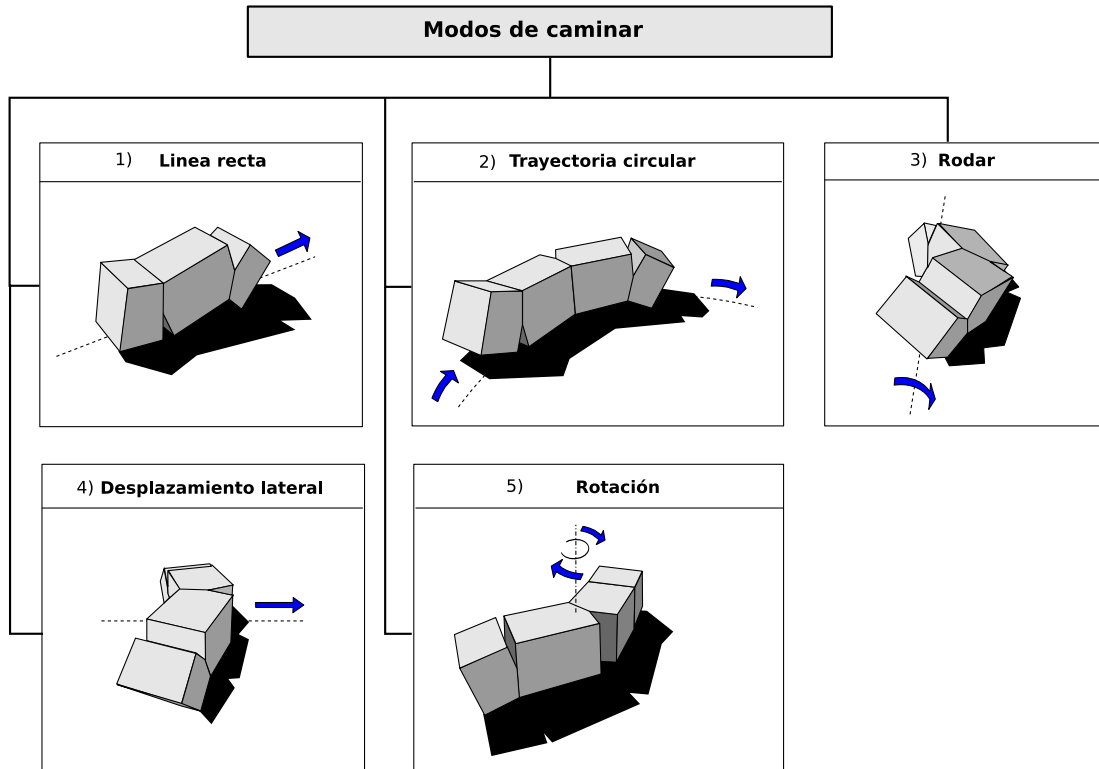 Modos de caminar
1) Linea recta
2) Trayectoria circular
3) Rodar
4) Desplazamiento lateral
5) Rotación